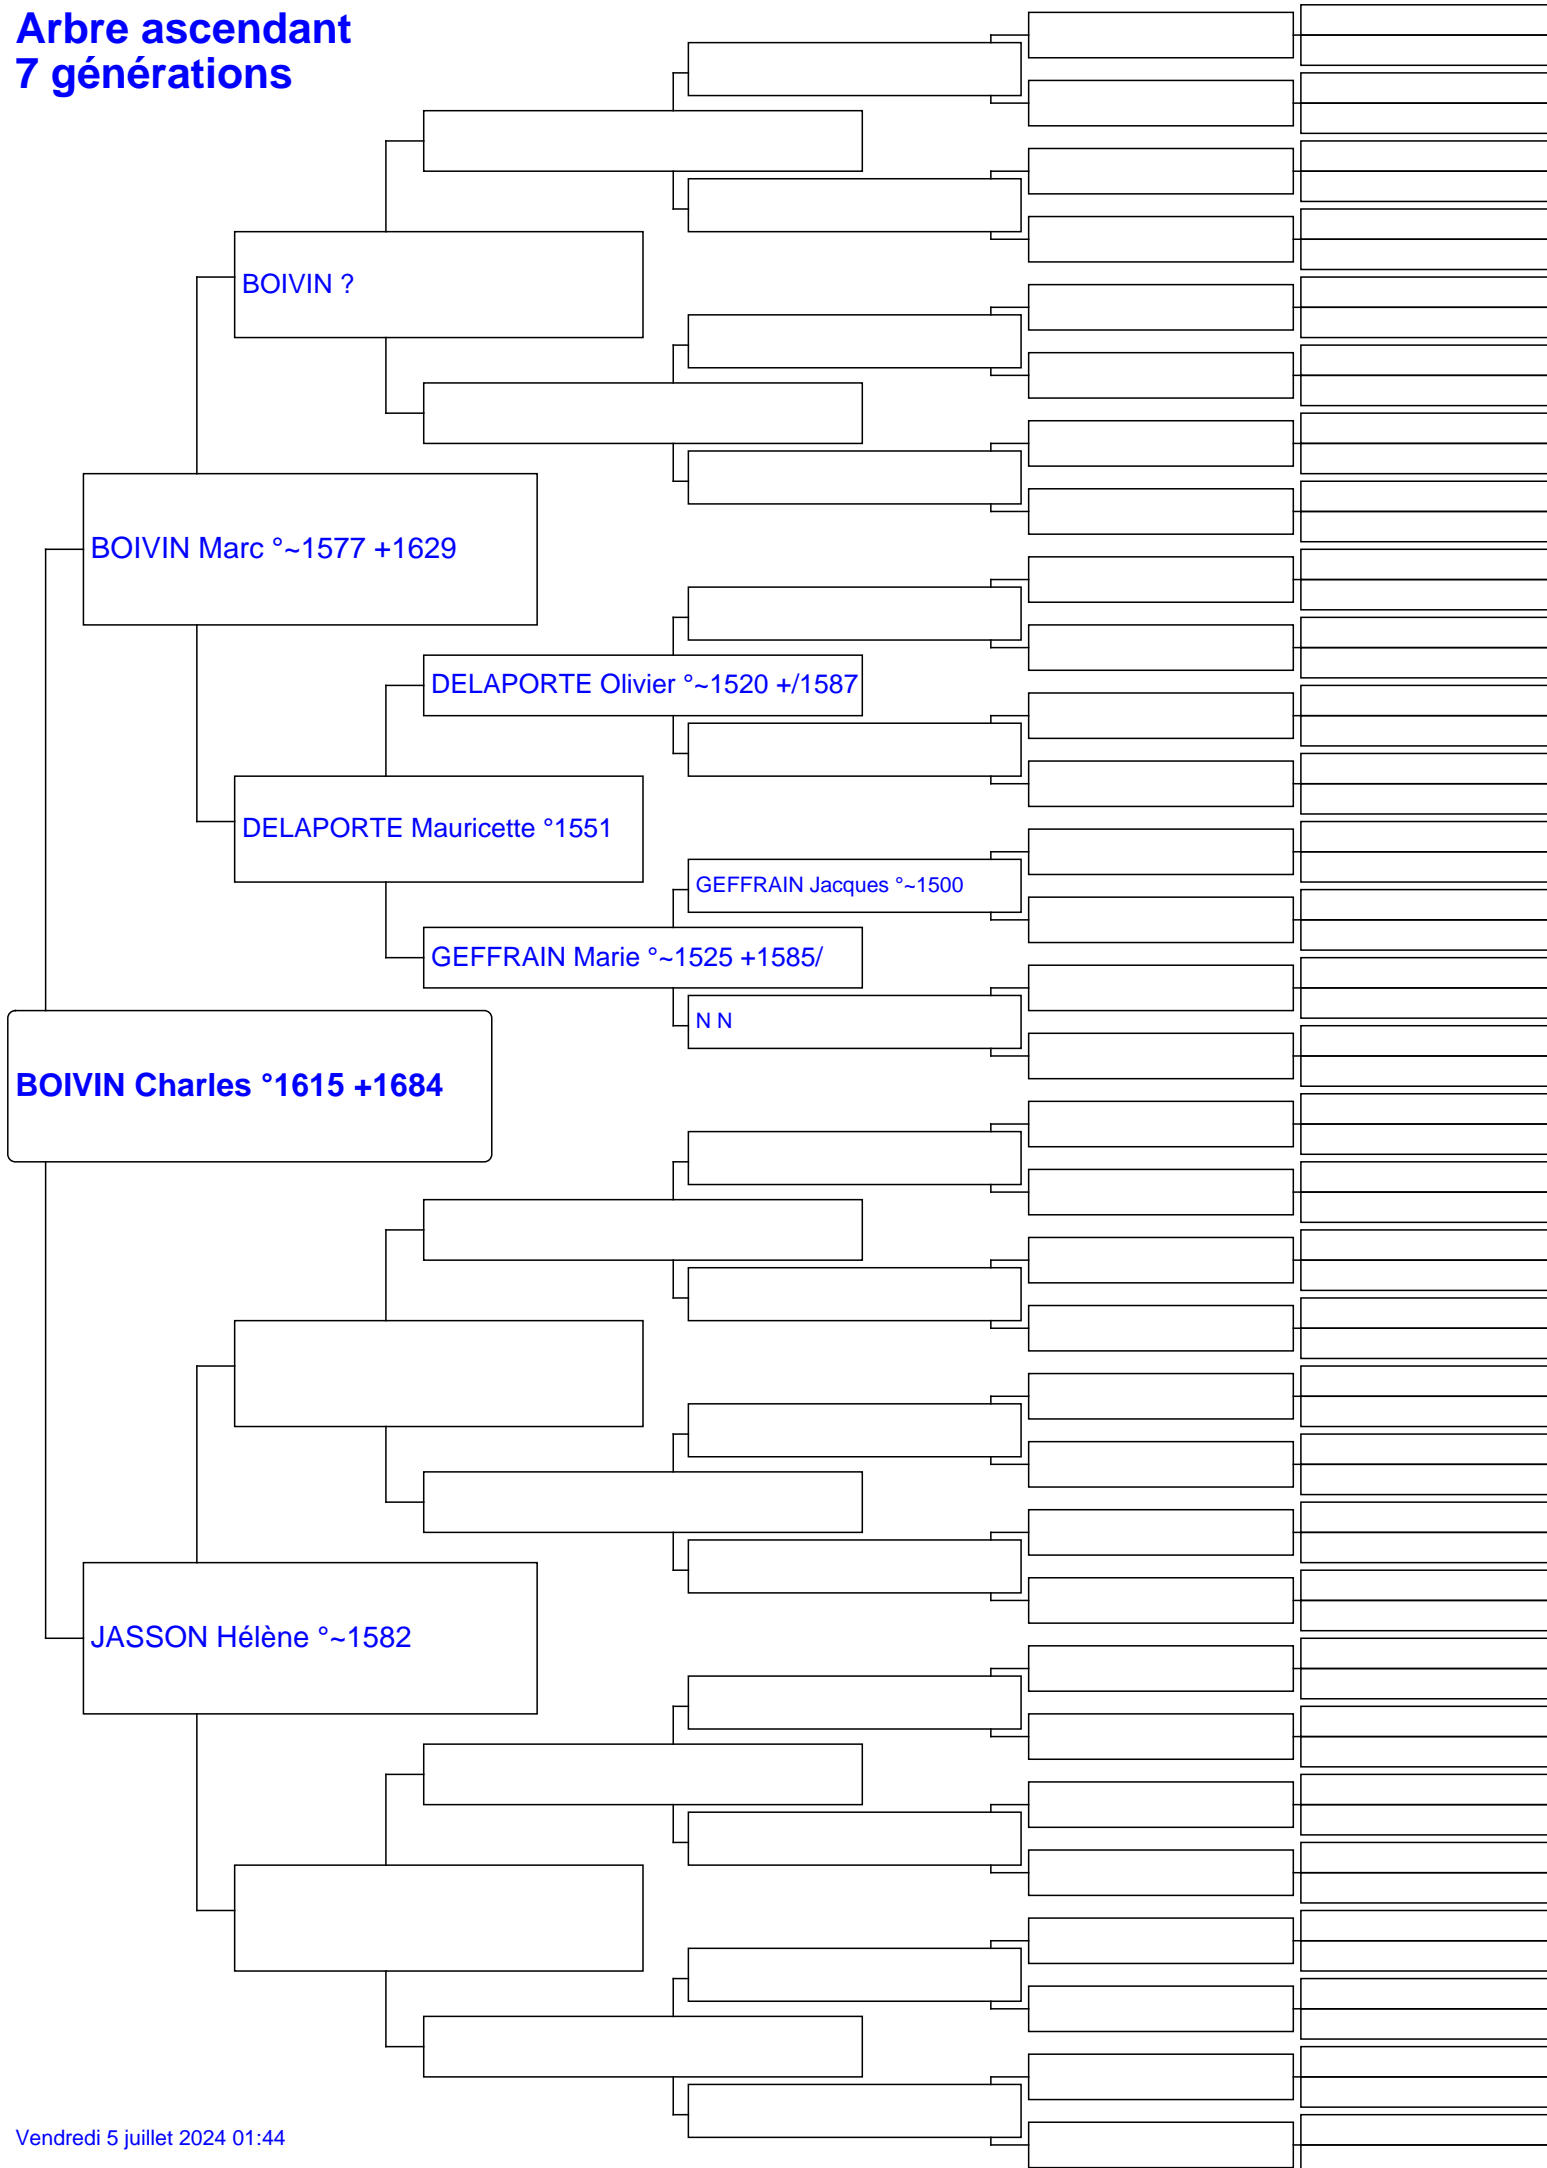 Arbre ascendant
7 générations
BOIVIN ?
BOIVIN Marc °~1577 +1629
DELAPORTE Olivier °~1520 +/1587
DELAPORTE Mauricette °1551
GEFFRAIN Jacques °~1500
GEFFRAIN Marie °~1525 +1585/
N N
BOIVIN Charles °1615 +1684
JASSON Hélène °~1582
Vendredi 5 juillet 2024 01:44